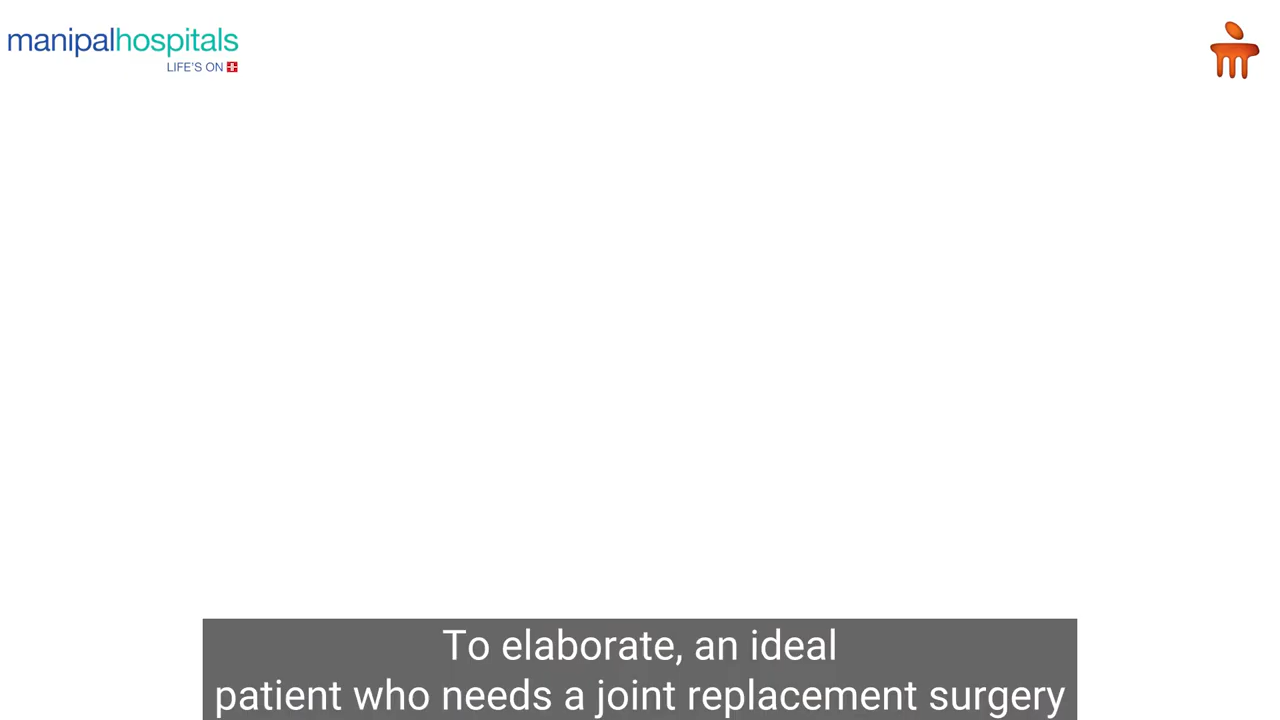 manipalhospitals
LIFE'S ON
To elaborate, an ideal
patient who needs a joint replacement surgery